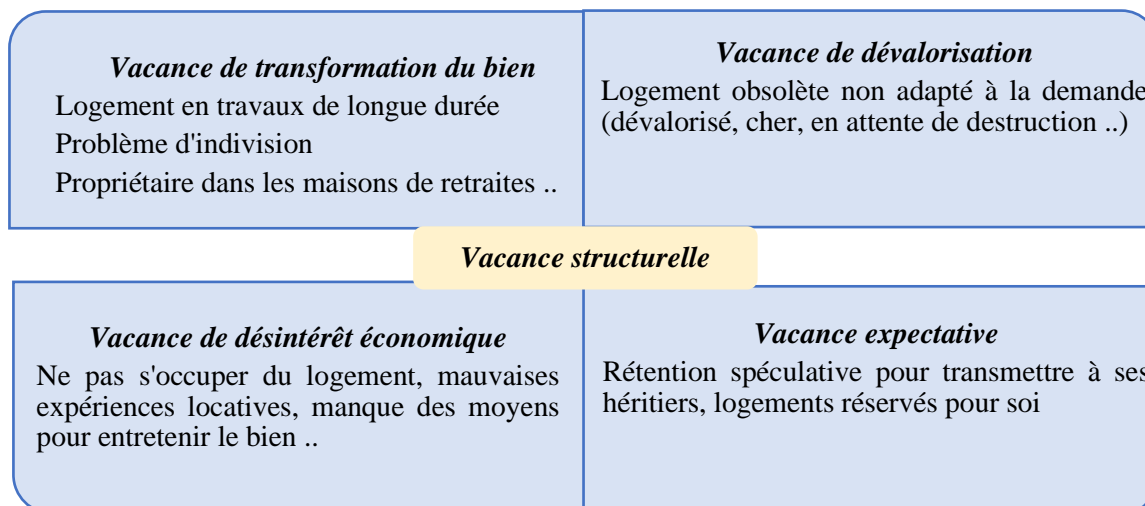 Vacance de transformation du bien
Logement en travaux de longue durée
Problème d'indivision
Propriétaire dans les maisons de retraites ..
Vacance de dévalorisation
Logement obsolète non adapté à la demande
(dévalorisé, cher, en attente de destruction ..)
Vacance structurelle
Vacance de désintérêt économique
Ne pas s'occuper du logement, mauvaises
expériences locatives, manque des moyens
pour entretenir le bien ..
Vacance expectative
Rétention spéculative pour transmettre à ses
héritiers, logements réservés pour soi